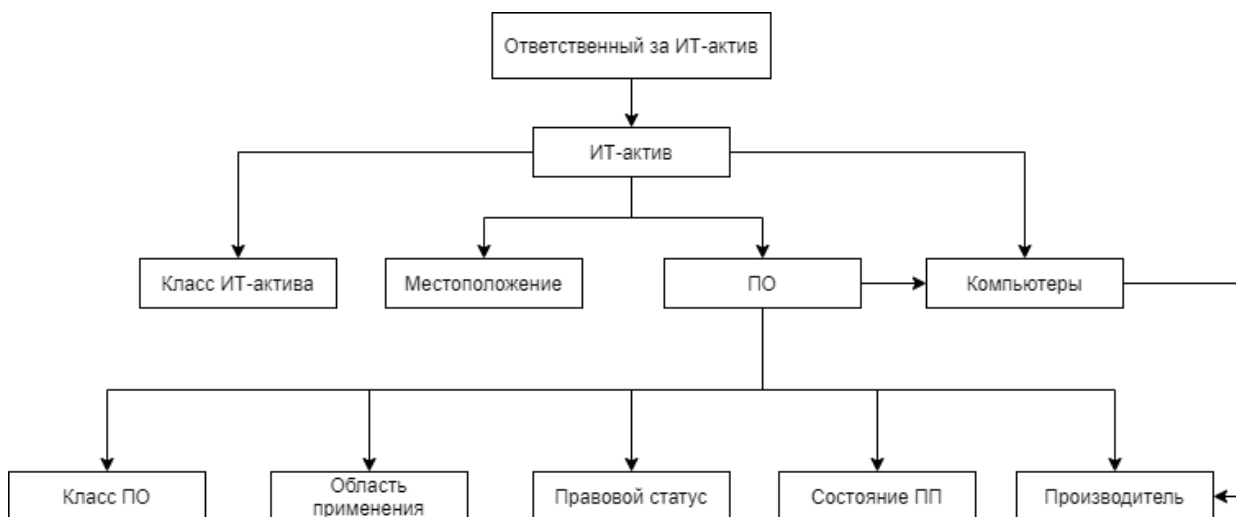 Ответственный за ИТ-актив
ИТ-актив
Класс ИТ-актива
Местоположение
ПО
Компьютеры
Класс ПО
Область
применения
Правовой статус
Состояние ПП
Производитель